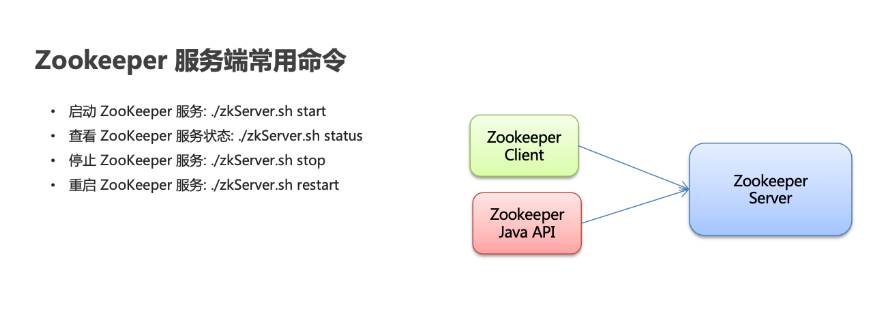 Zookeeper 服务端常用命令
• 启动 ZooKeeper 服务: ./zkServer.sh start
• 查看 ZooKeeper 服务状态: ./zkServer.sh status
• 停止 ZooKeeper 服务: ./zkServer.sh stop
• 重启 ZooKeeper 服务: ./zkServer.sh restart
Zookeeper
Client
Zookeeper
Java API
Zookeeper
Server